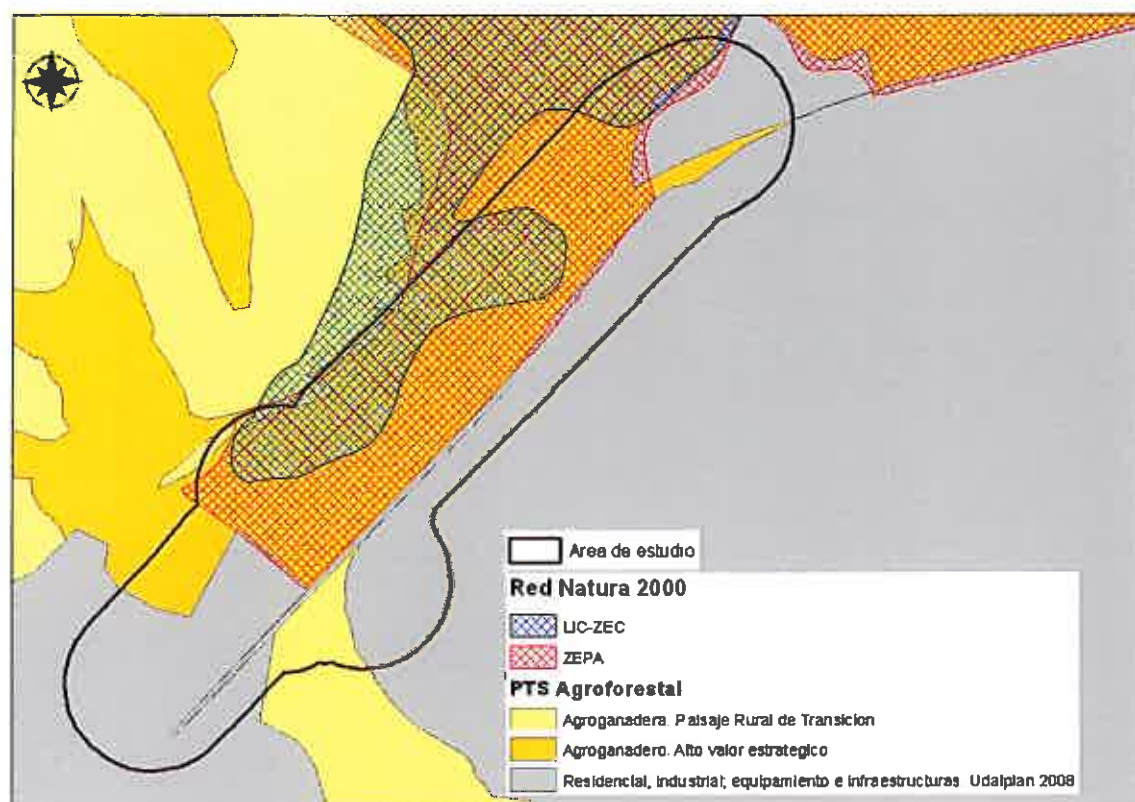 Area de estudio
Red Natura 2000
LIC-ZEC
ZEPA
PTS Agroforestal
Agroganadera. Paisaje Rural de Transicion
Agroganadero. Alto valor estrategico
Residencial, industrial, equipamiento e infraestructuras. Udalplan 2008